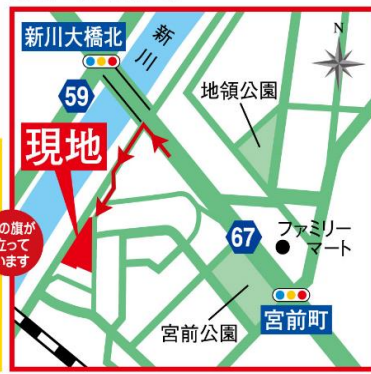 新川大橋北
新川
N
59
地領公園
現地
の旗が
立って
います
67
ファミリー
マート
宮前公園
宮前町